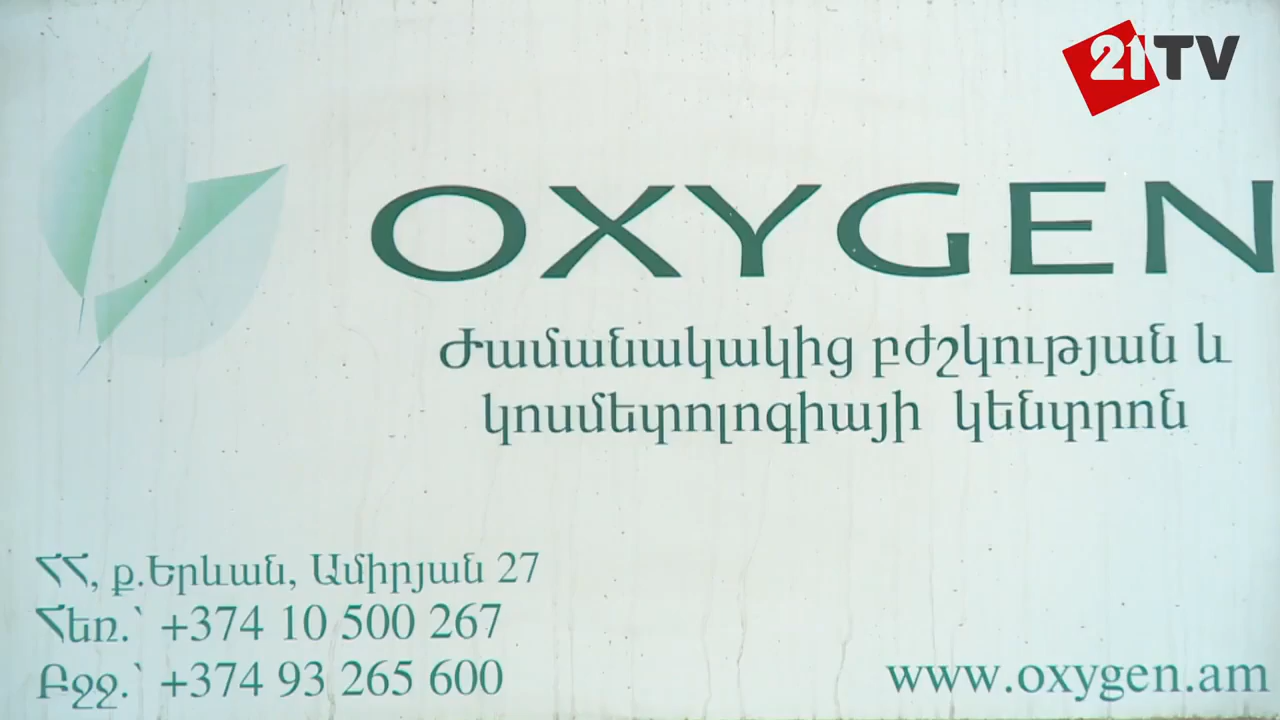 21TV
OXYGEN
Ժամանակակից բժշկության և
կոսմետոլոգիայի կենտրոն
ՀՀ, ք.Երևան, Ամիրյան 27
Հեռ.՝ +374 10 500 267
Բջջ.՝ +374 93 265 600
www.oxygen.am